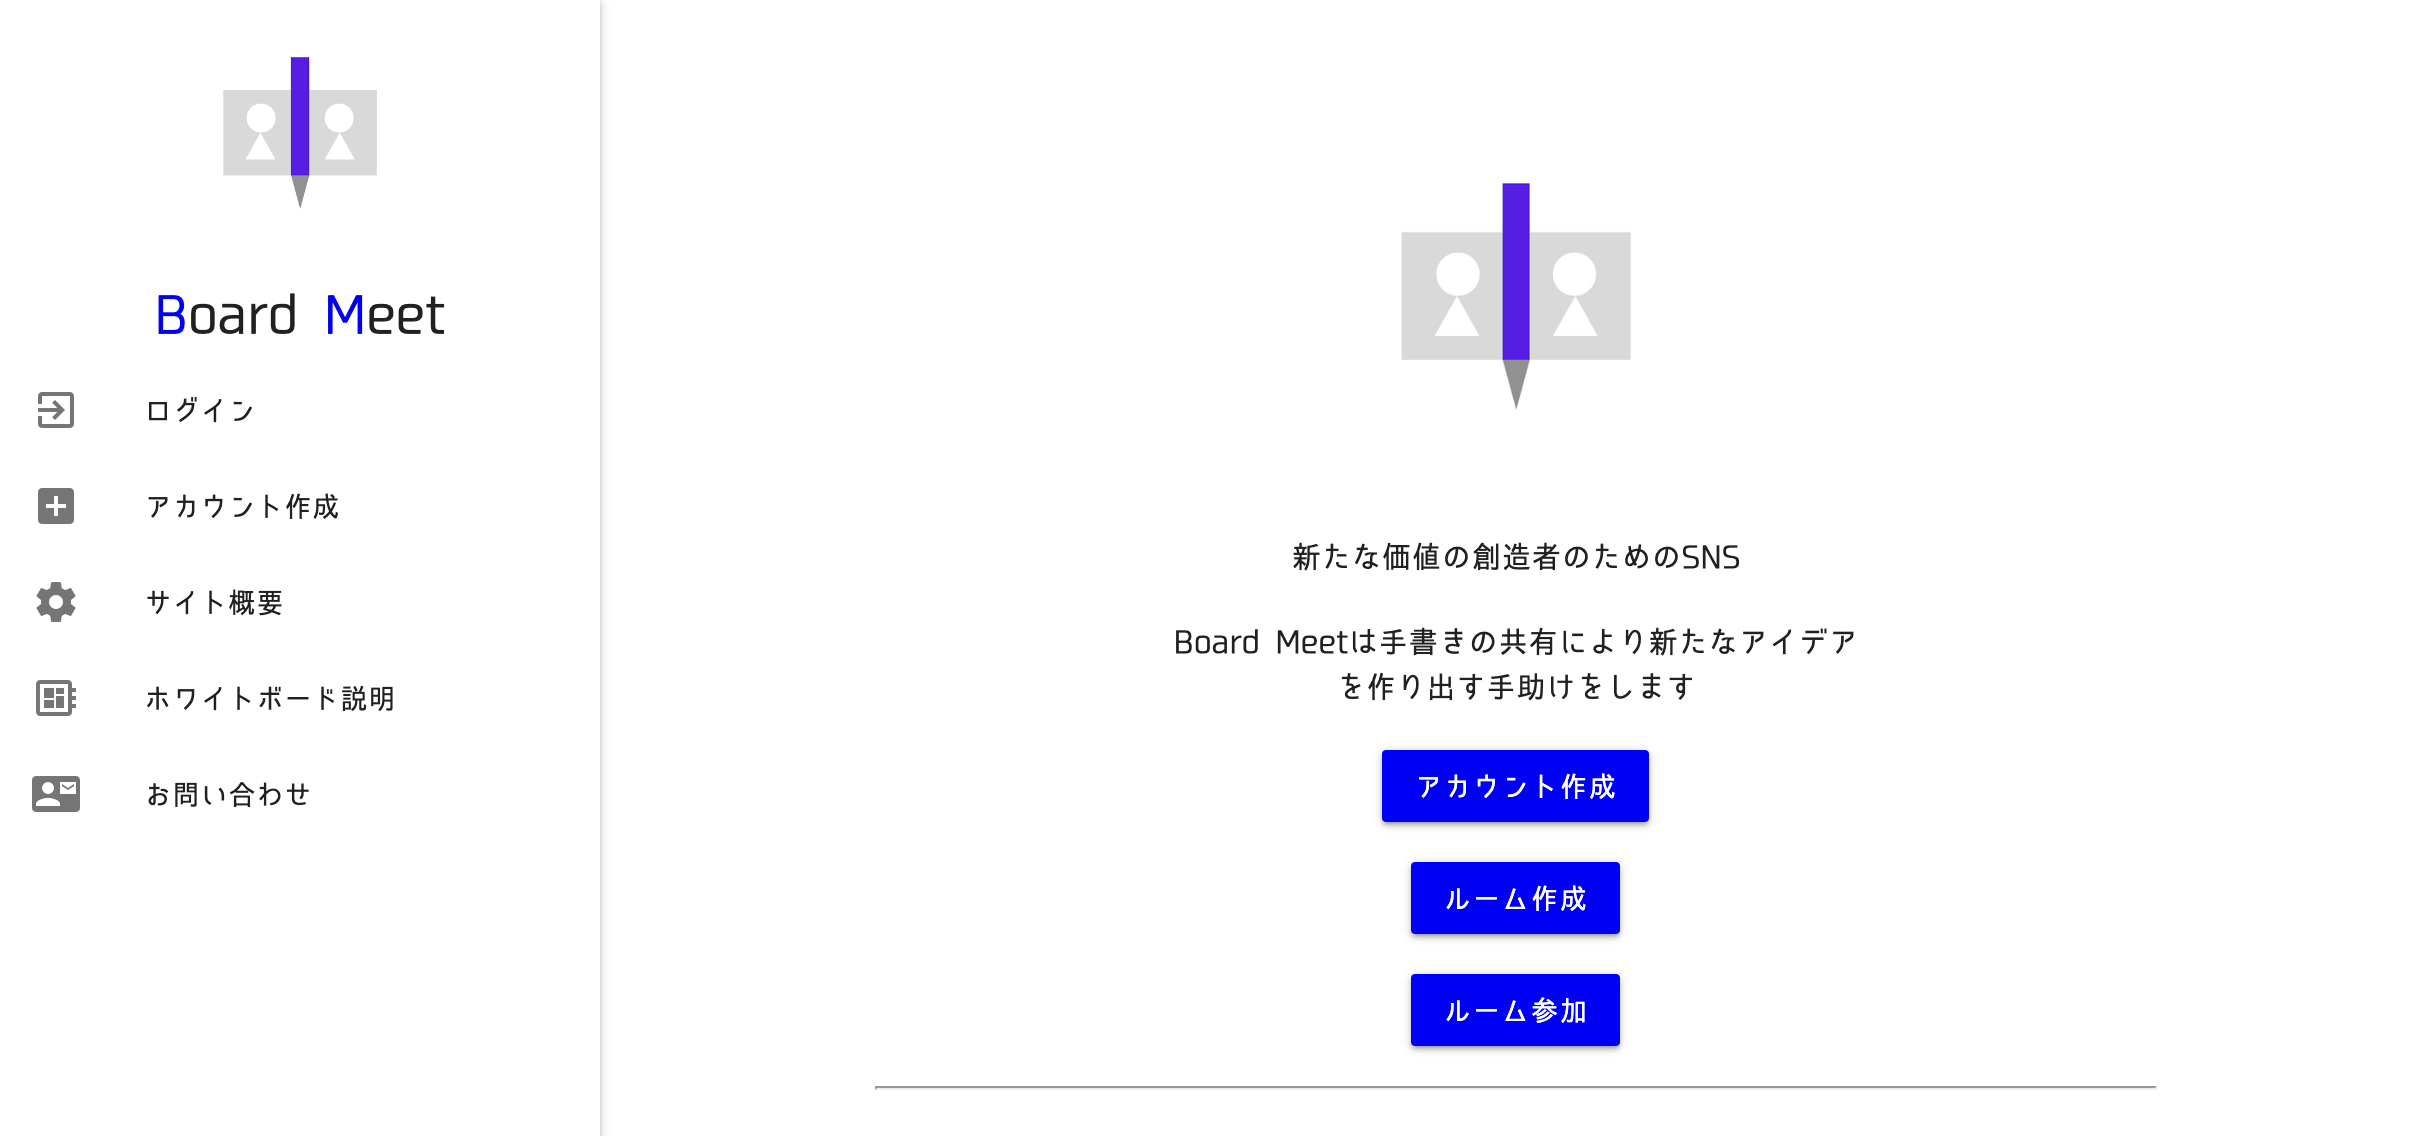 Board Meet
ログイン
アカウント作成
サイト概要
ホワイトボード説明
お問い合わせ
新たな価値の創造者のためのSNS
Board Meetは手書きの共有により新たなアイデア
を作り出す手助けをします
アカウント作成
ルーム作成
ルーム参加